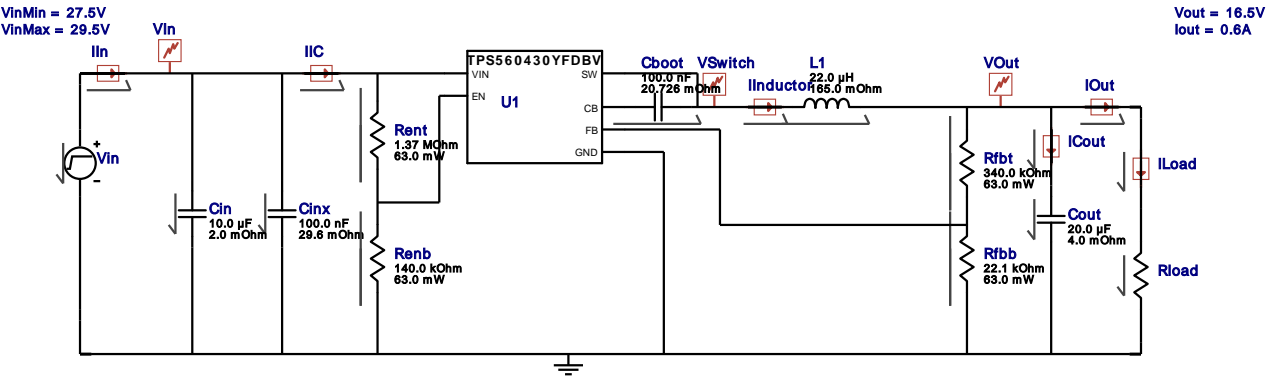 VinMin = 27.5V
VinMax = 29.5V
Vout = 16.5V
Iout = 0.6A
VIn
IIn
IIC
TPS560430YFDBV
VIN
EN
U1
SW
CB
FB
GND
Cboot
100.0 nF
20.726 mOhm
VSwitch
IInductor
L1
22.0 µH
165.0 mOhm
VOut
IOut
Rent
1.37 MOhm
63.0 mW
Rfbt
340.0 kOhm
63.0 mW
ICout
ILoad
+
Vin
-
Cin
10.0 µF
2.0 mOhm
Cinx
100.0 nF
29.6 mOhm
Renb
140.0 kOhm
63.0 mW
Rfbb
22.1 kOhm
63.0 mW
Cout
20.0 µF
4.0 mOhm
Rload